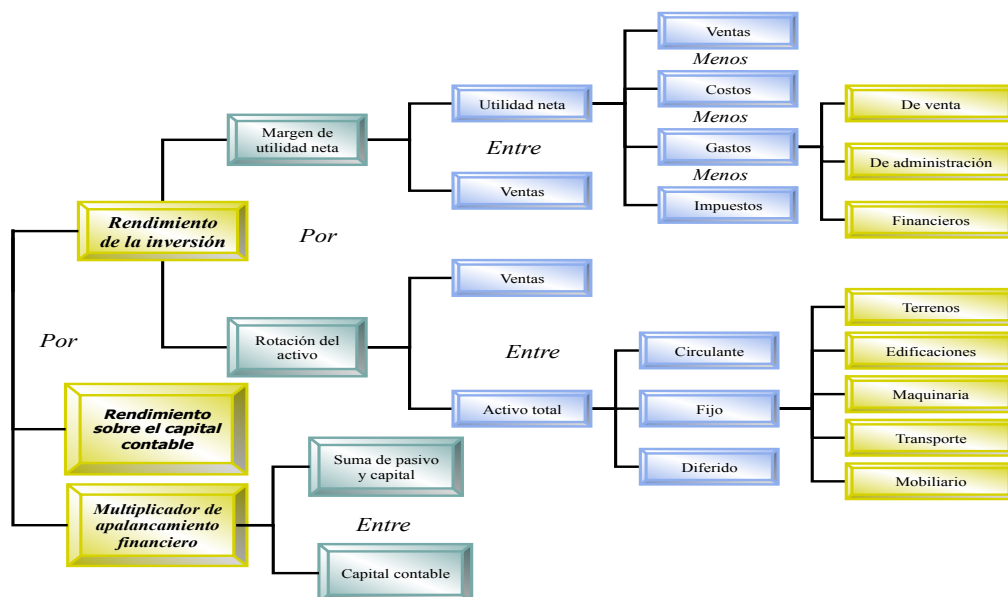 Ventas
Menos
Costos
Menos
Gastos
Menos
Impuestos
De venta
De administración
Financieros
Utilidad neta
Entre
Ventas
Margen de
utilidad neta
Rendimiento
de la inversión
Por
Por
Rotación del
activo
Ventas
Entre
Activo total
Circulante
Fijo
Diferido
Terrenos
Edificaciones
Maquinaria
Transporte
Mobiliario
Rendimiento
sobre el capital
contable
Multiplicador de
apalancamiento
financiero
Suma de pasivo
y capital
Entre
Capital contable